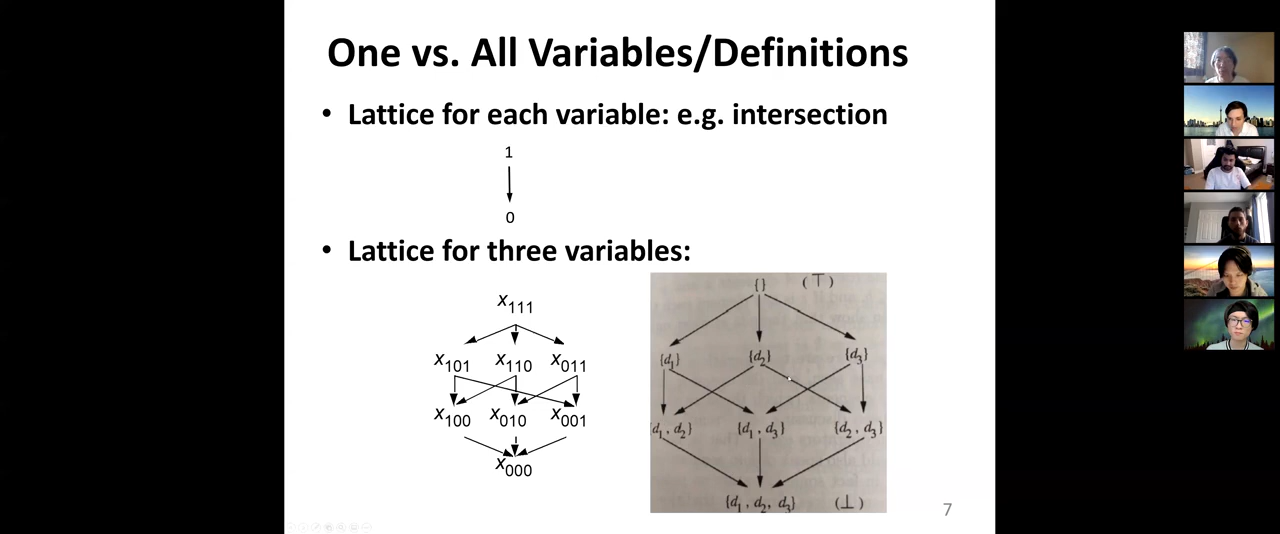 One vs. All Variables/Definitions
• Lattice for each variable: e.g. intersection
1
0
• Lattice for three variables:
x111
x101 x110 x011
x100 x010 x001
x000
{} (⊤)
{d1} {d2} {d3}
d1, d2} {d1, d3} {d2, d3}
{d1, d2, d3} (⊥)
7